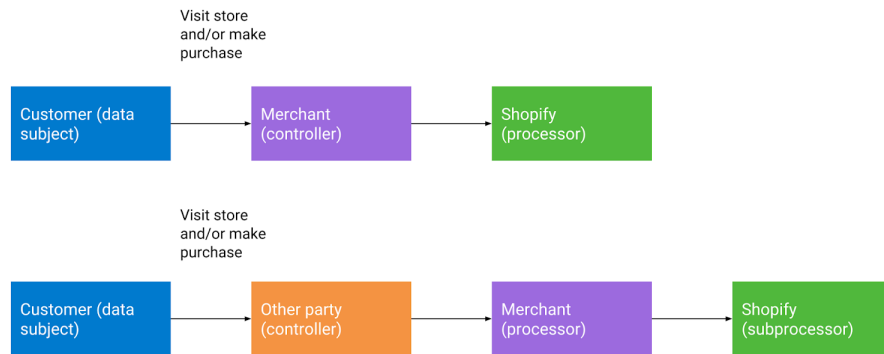 Visit store
and/or make
purchase
Customer (data
subject)
Merchant
(controller)
Shopify
(processor)
Visit store
and/or make
purchase
Customer (data
subject)
Other party
(controller)
Merchant
(processor)
Shopify
(subprocessor)